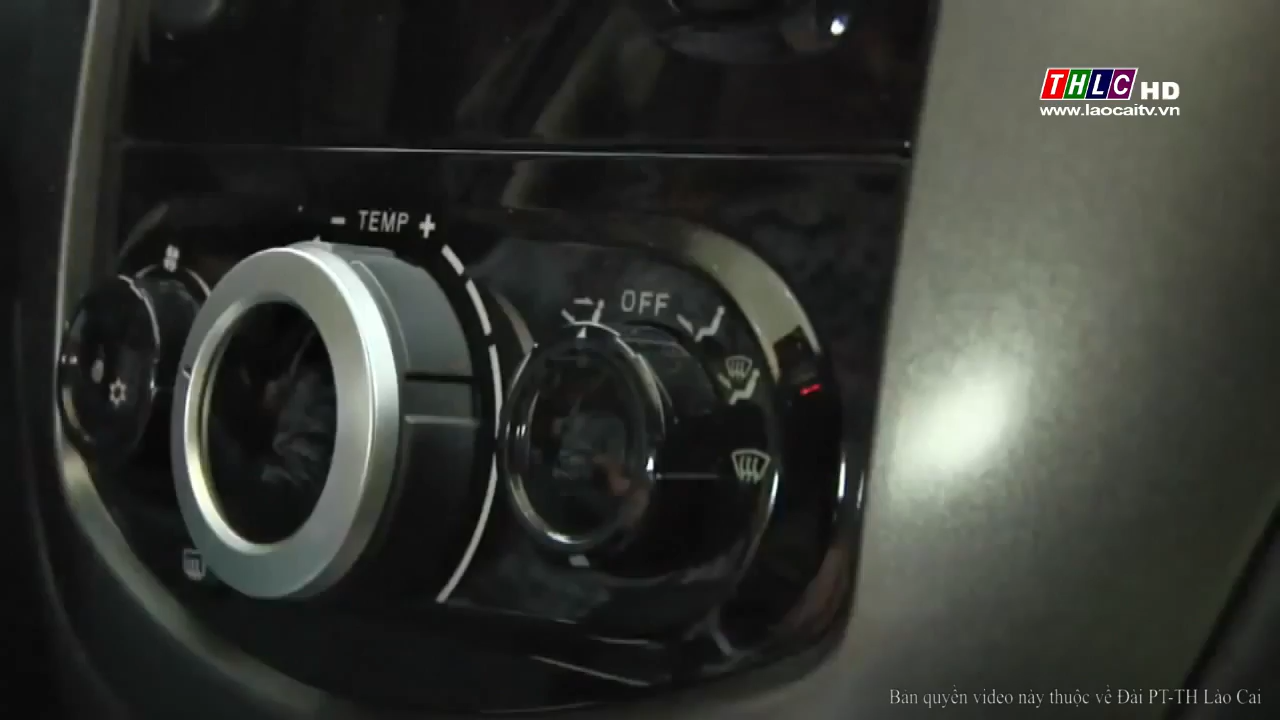 THLC HD
www.laocaitv.vn
- TEMP +
OFF
Bản quyền video này thuộc về Đài PT-TH Lào Cai